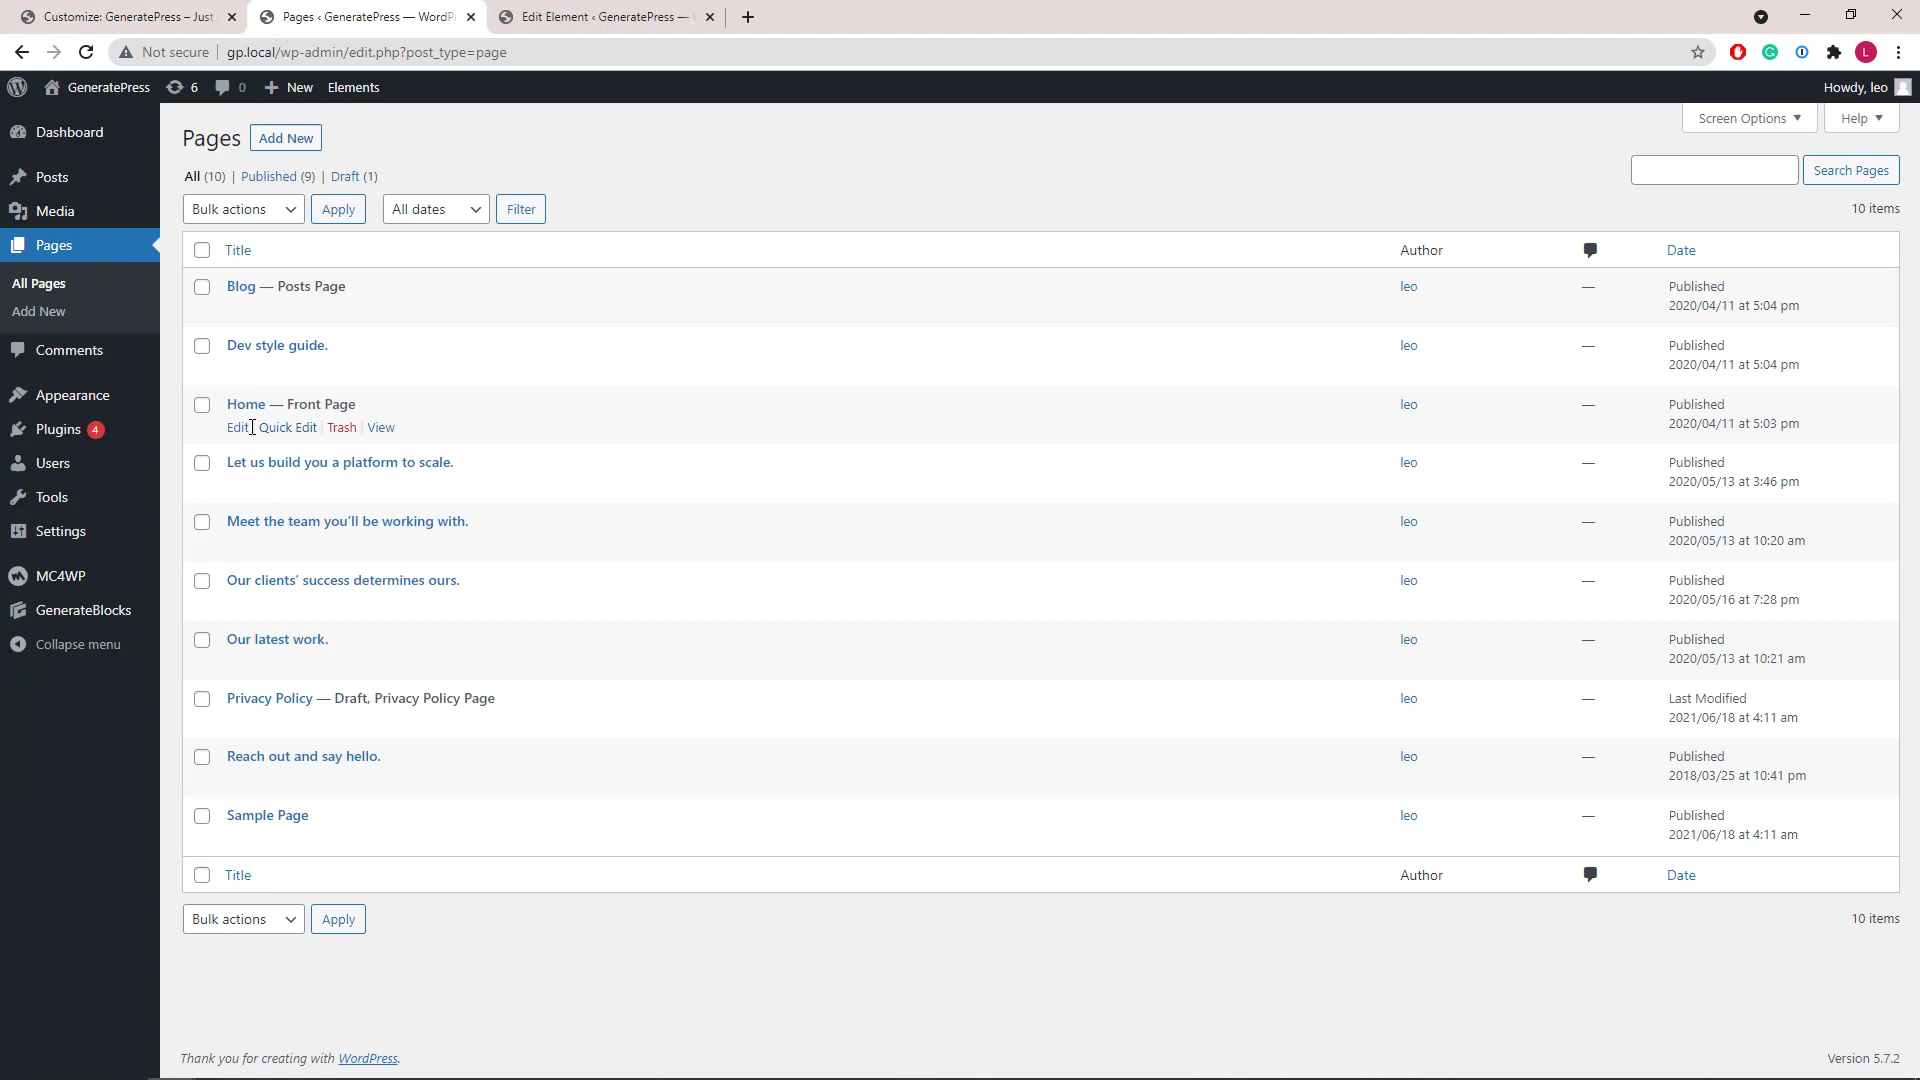 Customize: GeneratePress – Just
Pages ‹ GeneratePress — WordPr
Edit Element ‹ GeneratePress —
Not secure gp.local/wp-admin/edit.php?post_type=page
L
GeneratePress 6 0 New Elements Howdy, leo
Dashboard
Posts
Media
Pages
All Pages
Add New
Comments
Appearance
Plugins 4
Users
Tools
Settings
MC4WP
GenerateBlocks
Collapse menu
Screen Options Help
Pages Add New
All (10) | Published (9) | Draft (1)
Search Pages
Bulk actions Apply All dates Filter 10 items
Title Author Date
Blog — Posts Page leo — Published
2020/04/11 at 5:04 pm
Dev style guide. leo — Published
2020/04/11 at 5:04 pm
Home — Front Page leo — Published
Edit Quick Edit | Trash | View 2020/04/11 at 5:03 pm
Let us build you a platform to scale. leo — Published
2020/05/13 at 3:46 pm
Meet the team you’ll be working with. leo — Published
2020/05/13 at 10:20 am
Our clients’ success determines ours. leo — Published
2020/05/16 at 7:28 pm
Our latest work. leo — Published
2020/05/13 at 10:21 am
Privacy Policy — Draft, Privacy Policy Page leo — Last Modified
2021/06/18 at 4:11 am
Reach out and say hello. leo — Published
2018/03/25 at 10:41 pm
Sample Page leo — Published
2021/06/18 at 4:11 am
Title Author Date
Bulk actions Apply 10 items
Thank you for creating with WordPress. Version 5.7.2